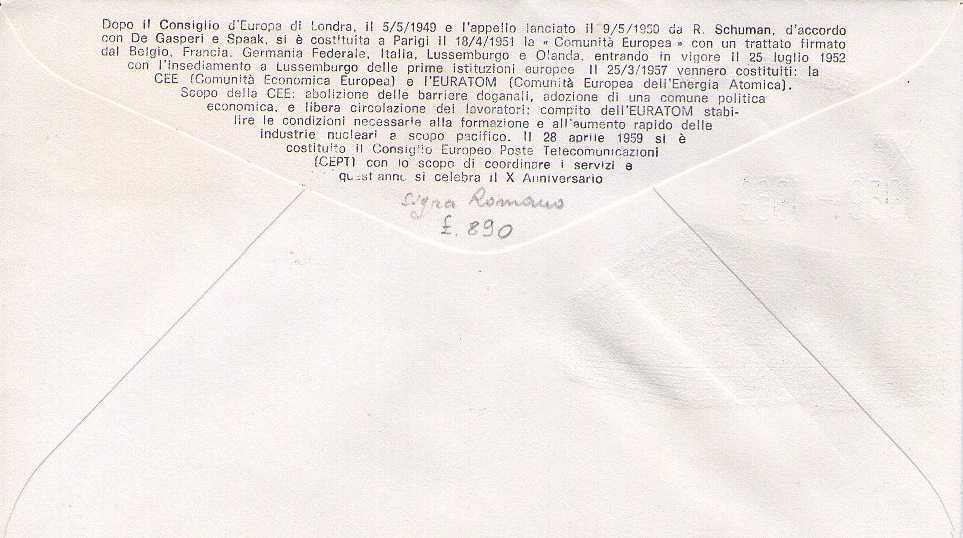 Dopo il Consiglio d'Europa di Londra, il 5/5/1949 e l'appello lanciato il 9/5/1950 da R. Schuman, d'accordo
con De Gasperi e Spaak, si è costituita a Parigi il 18/4/1951 la « Comunità Europea » con un trattato firmato
dal Belgio, Francia, Germania Federale, Italia, Lussemburgo e Olanda, entrando in vigore il 25 luglio 1952
con l'insediamento a Lussemburgo delle prime istituzioni europee. Il 25/3/1957 vennero costituiti: la
CEE (Comunità Economica Europea) e l'EURATOM (Comunità Europea dell'Energia Atomica).
Scopo della CEE: abolizione delle barriere doganali, adozione di una comune politica
economica, e libera circolazione dei lavoratori; compito dell'EURATOM stabi-
lire le condizioni necessarie alla formazione e all'aumento rapido delle
industrie nucleari a scopo pacifico. Il 28 aprile 1959 si è
costituito il Consiglio Europeo Poste Telecomunicazioni
(CEPT) con lo scopo di coordinare i servizi e
quest'anno si celebra il X Anniversario
Sigra Romano
£. 890